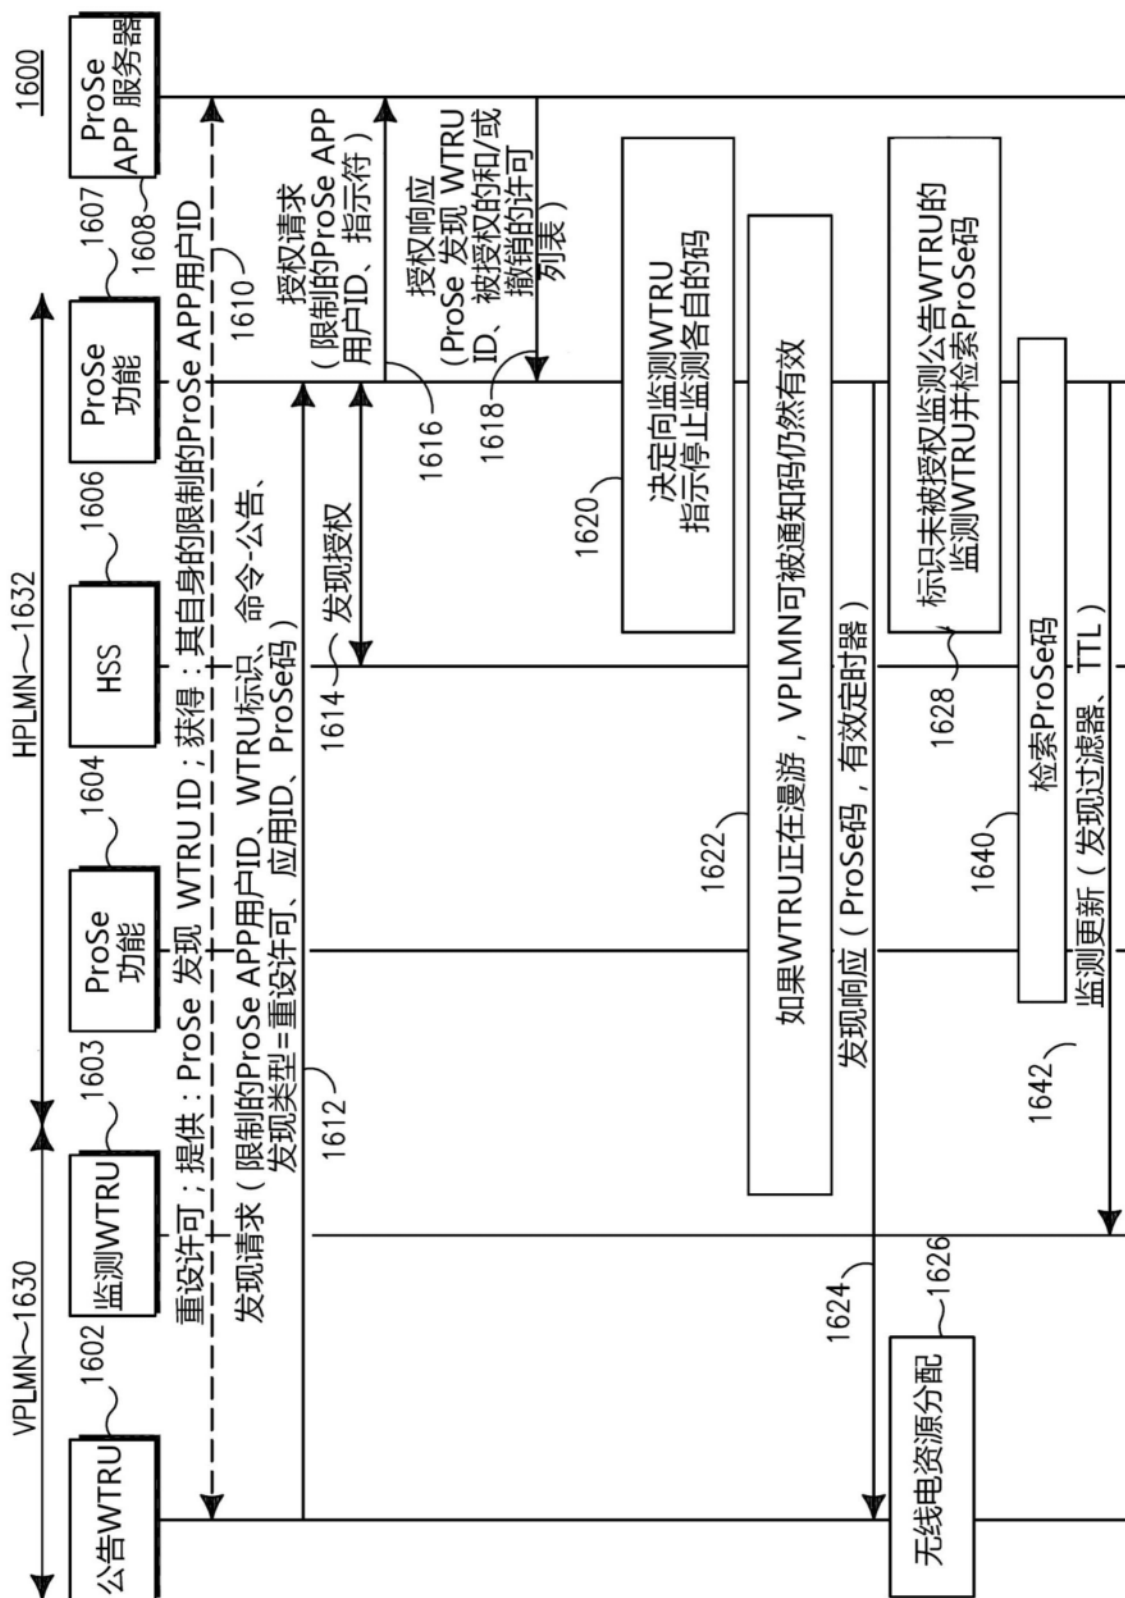 1600
VPLMN～1630
HPLMN～1632
公告WTRU
1602
监测WTRU
1603
ProSe
功能
1604
HSS
1606
ProSe
功能
1607
ProSe
APP 服务器
1608
重设许可；提供：ProSe 发现 WTRU ID；获得：其自身的限制的ProSe APP用户ID
1610
发现请求（限制的ProSe APP用户ID、WTRU标识、命令-公告、
发现类型=重设许可、应用ID、ProSe码）
1612
1614
发现授权
授权请求
（限制的ProSe APP
用户ID、指示符）
1616
授权响应
(ProSe 发现 WTRU
ID、被授权的和/或
撤销的许可
列表）
1618
1620
决定向监测WTRU
指示停止监测各自的码
1622
如果WTRU正在漫游，VPLMN可被通知码仍然有效
发现响应（ProSe码，有效定时器）
1624
无线电资源分配
1626
1628
标识未被授权监测公告WTRU的
监测WTRU并检索ProSe码
1640
检索ProSe码
监测更新（发现过滤器、TTL）
1642